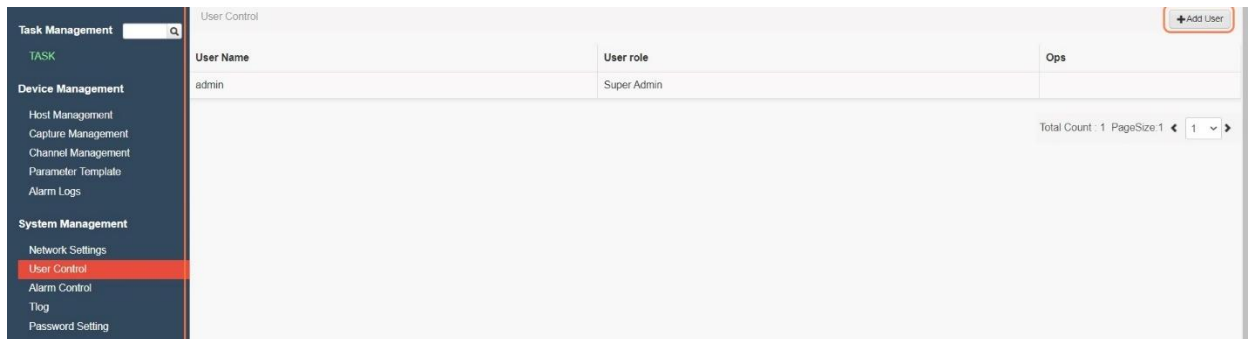 Task Management
TASK
Device Management
Host Management
Capture Management
Channel Management
Parameter Template
Alarm Logs
System Management
Network Settings
User Control
Alarm Control
Tlog
Password Setting
User Control
+Add User
User Name User role Ops
admin Super Admin
Total Count : 1 PageSize:1 1